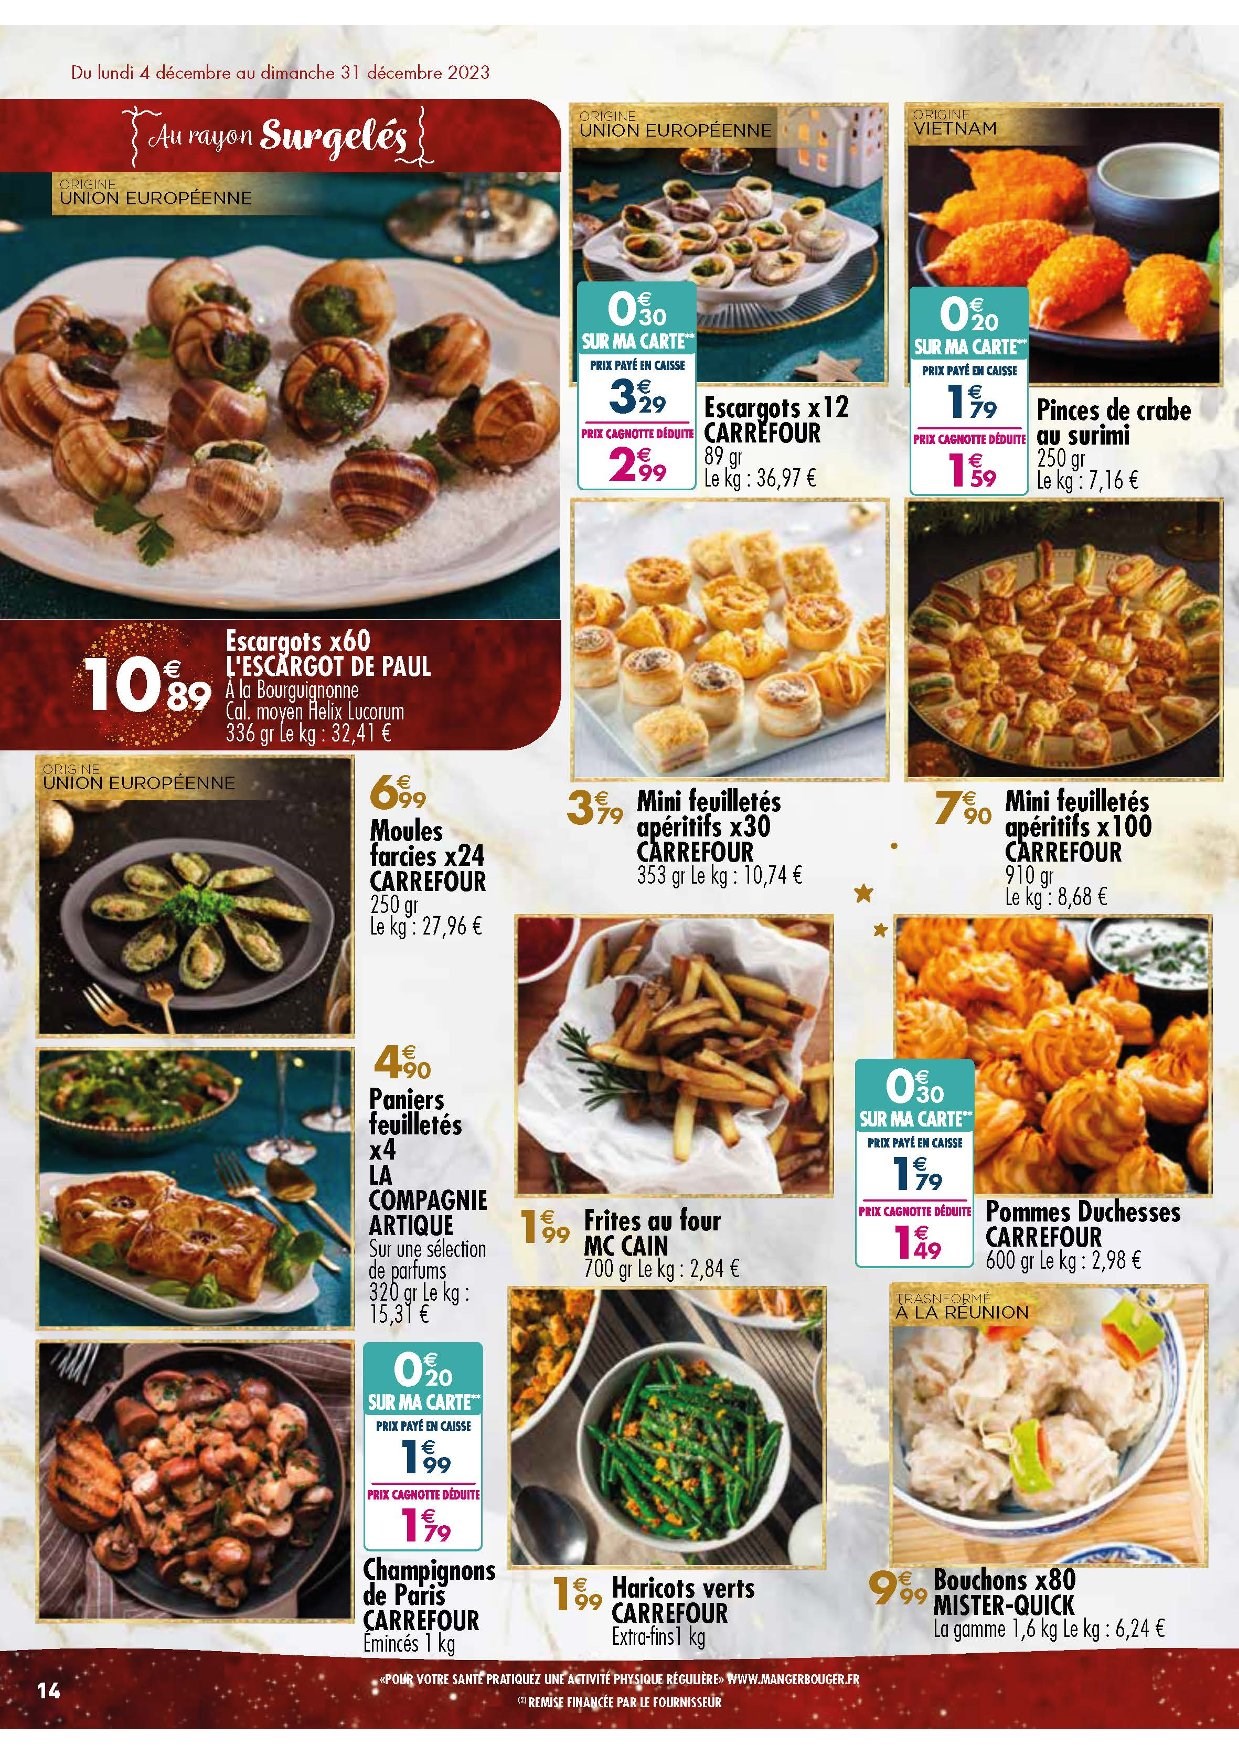 Du lundi 4 décembre au dimanche 31 décembre 2023
Au rayon Surgelés
ORIGINE
UNION EUROPÉENNE
10€89
Escargots x60
L'ESCARGOT DE PAUL
À la Bourguignonne
Cal. moyen Helix Lucorum
336 gr Le kg : 32,41 €
ORIGINE
UNION EUROPÉENNE
0€30
SUR MA CARTE**
PRIX PAYÉ EN CAISSE
3€29
PRIX CAGNOTTE DÉDUITE
2€99
Escargots x12
CARREFOUR
89 gr
Le kg : 36,97 €
ORIGINE
VIETNAM
0€20
SUR MA CARTE**
PRIX PAYÉ EN CAISSE
1€79
PRIX CAGNOTTE DÉDUITE
1€59
Pinces de crabe
au surimi
250 gr
Le kg : 7,16 €
3€79
Mini feuilletés
apéritifs x30
CARREFOUR
353 gr Le kg : 10,74 €
7€90
Mini feuilletés
apéritifs x100
CARREFOUR
910 gr
Le kg : 8,68 €
ORIGINE
UNION EUROPÉENNE
6€99
Moules
farcies x24
CARREFOUR
250 gr
Le kg : 27,96 €
4€90
Paniers
feuilletés
x4
LA
COMPAGNIE
ARTIQUE
Sur une sélection
de parfums
320 gr Le kg :
15,31 €
1€99
Frites au four
MC CAIN
700 gr Le kg : 2,84 €
0€30
SUR MA CARTE**
PRIX PAYÉ EN CAISSE
1€79
PRIX CAGNOTTE DÉDUITE
1€49
Pommes Duchesses
CARREFOUR
600 gr Le kg : 2,98 €
0€20
SUR MA CARTE**
PRIX PAYÉ EN CAISSE
1€99
PRIX CAGNOTTE DÉDUITE
1€79
Champignons
de Paris
CARREFOUR
Émincés 1 kg
1€99
Haricots verts
CARREFOUR
Extra-fins1 kg
TRASNFORMÉ
À LA RÉUNION
9€99
Bouchons x80
MISTER-QUICK
La gamme 1,6 kg Le kg : 6,24 €
14
«POUR VOTRE SANTÉ PRATIQUEZ UNE ACTIVITÉ PHYSIQUE RÉGULIÈRE» WWW.MANGERBOUGER.FR
(2) REMISE FINANCÉE PAR LE FOURNISSEUR